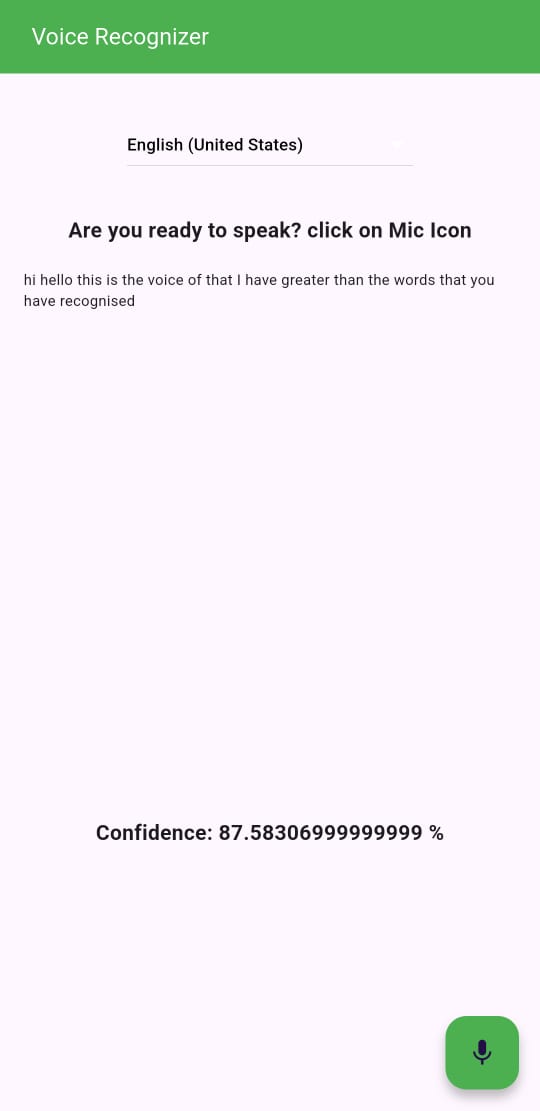 Voice Recognizer
English (United States)
Are you ready to speak? click on Mic Icon
hi hello this is the voice of that I have greater than the words that you
have recognised
Confidence: 87.58306999999999 %